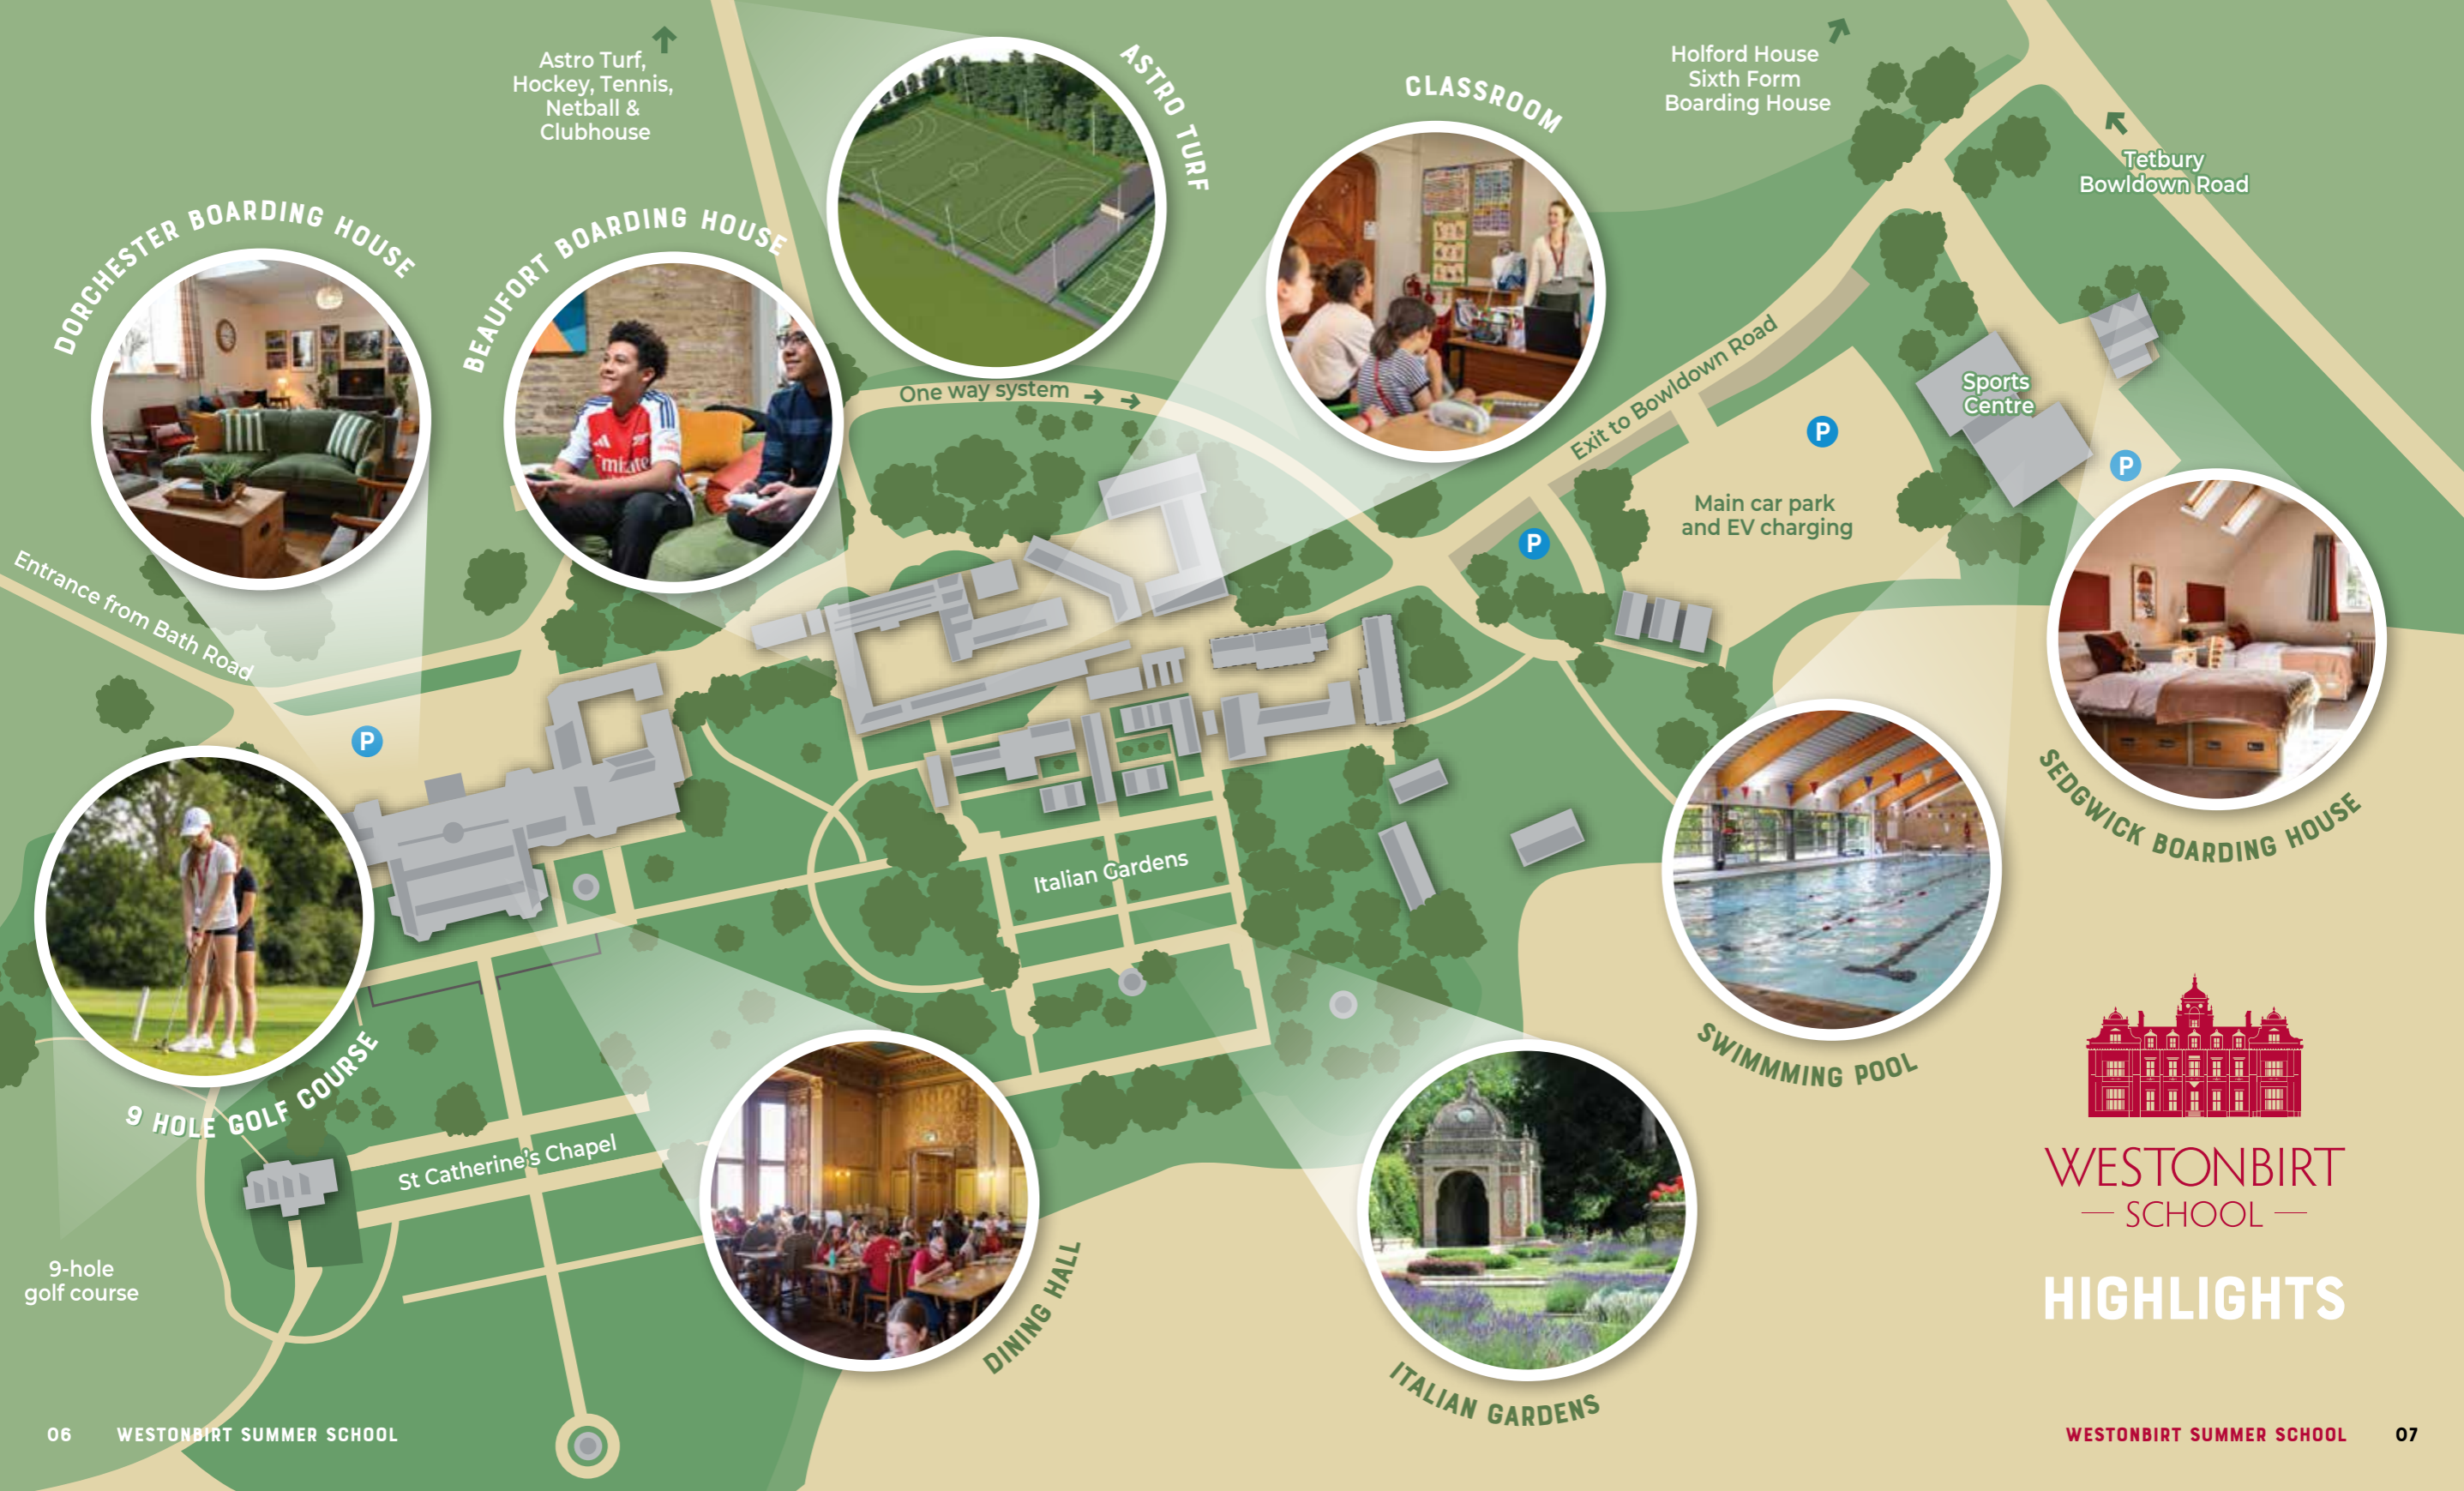 Astro Turf,
Hockey, Tennis,
Netball &
Clubhouse
ASTRO TURF
CLASSROOM
Holford House
Sixth Form
Boarding House
Tetbury
Bowldown Road
DORCHESTER BOARDING HOUSE
BEAUFORT BOARDING HOUSE
One way system
Exit to Bowldown Road
Sports
Centre
P
P
P
Main car park
and EV charging
Entrance from Bath Road
P
Emirate
SEDGWICK BOARDING HOUSE
Italian Gardens
SWIMMMING POOL
9 HOLE GOLF COURSE
St Catherine's Chapel
9-hole
golf course
DINING HALL
ITALIAN GARDENS
WESTONBIRT
SCHOOL
HIGHLIGHTS
06 WESTONBIRT SUMMER SCHOOL
WESTONBIRT SUMMER SCHOOL 07